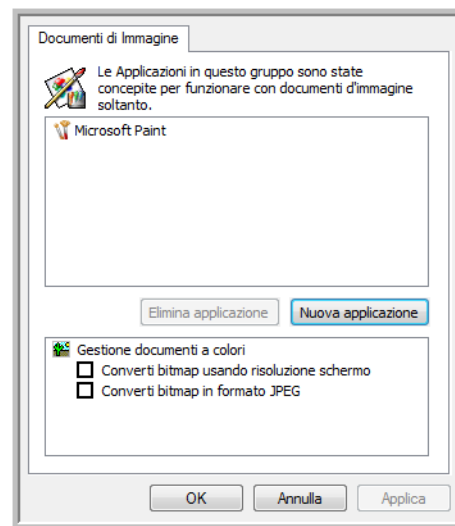 Documenti di Immagine
Le Applicazioni in questo gruppo sono state
concepite per funzionare con documenti d'immagine
soltanto.
Microsoft Paint
Elimina applicazione
Nuova applicazione
Gestione documenti a colori
Converti bitmap usando risoluzione schermo
Converti bitmap in formato JPEG
OK
Annulla
Applica